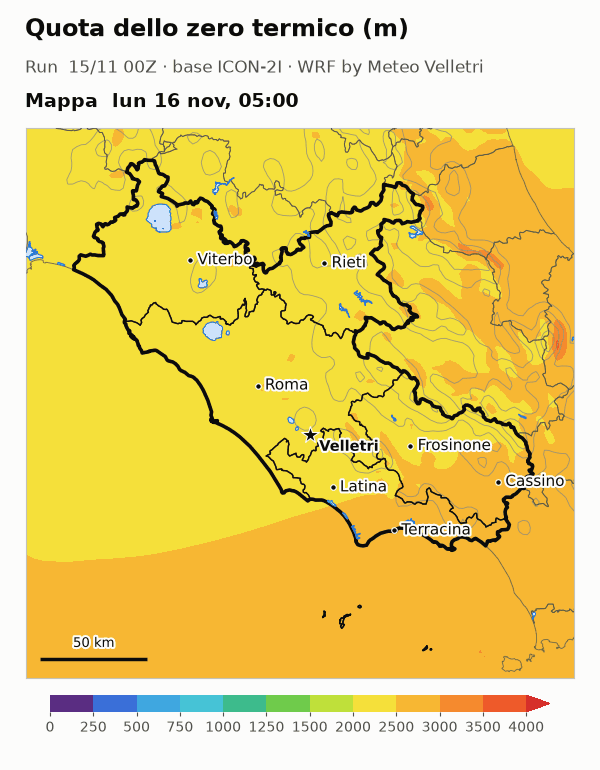 Quota dello zero termico (m)
Run 15/11 00Z · base ICON-2I · WRF by Meteo Velletri
Mappa lun 16 nov, 05:00
Viterbo
Rieti
Roma
Velletri
Frosinone
Latina
Cassino
Terracina
50 km
0 250 500 750 1000 1250 1500 2000 2500 3000 3500 4000